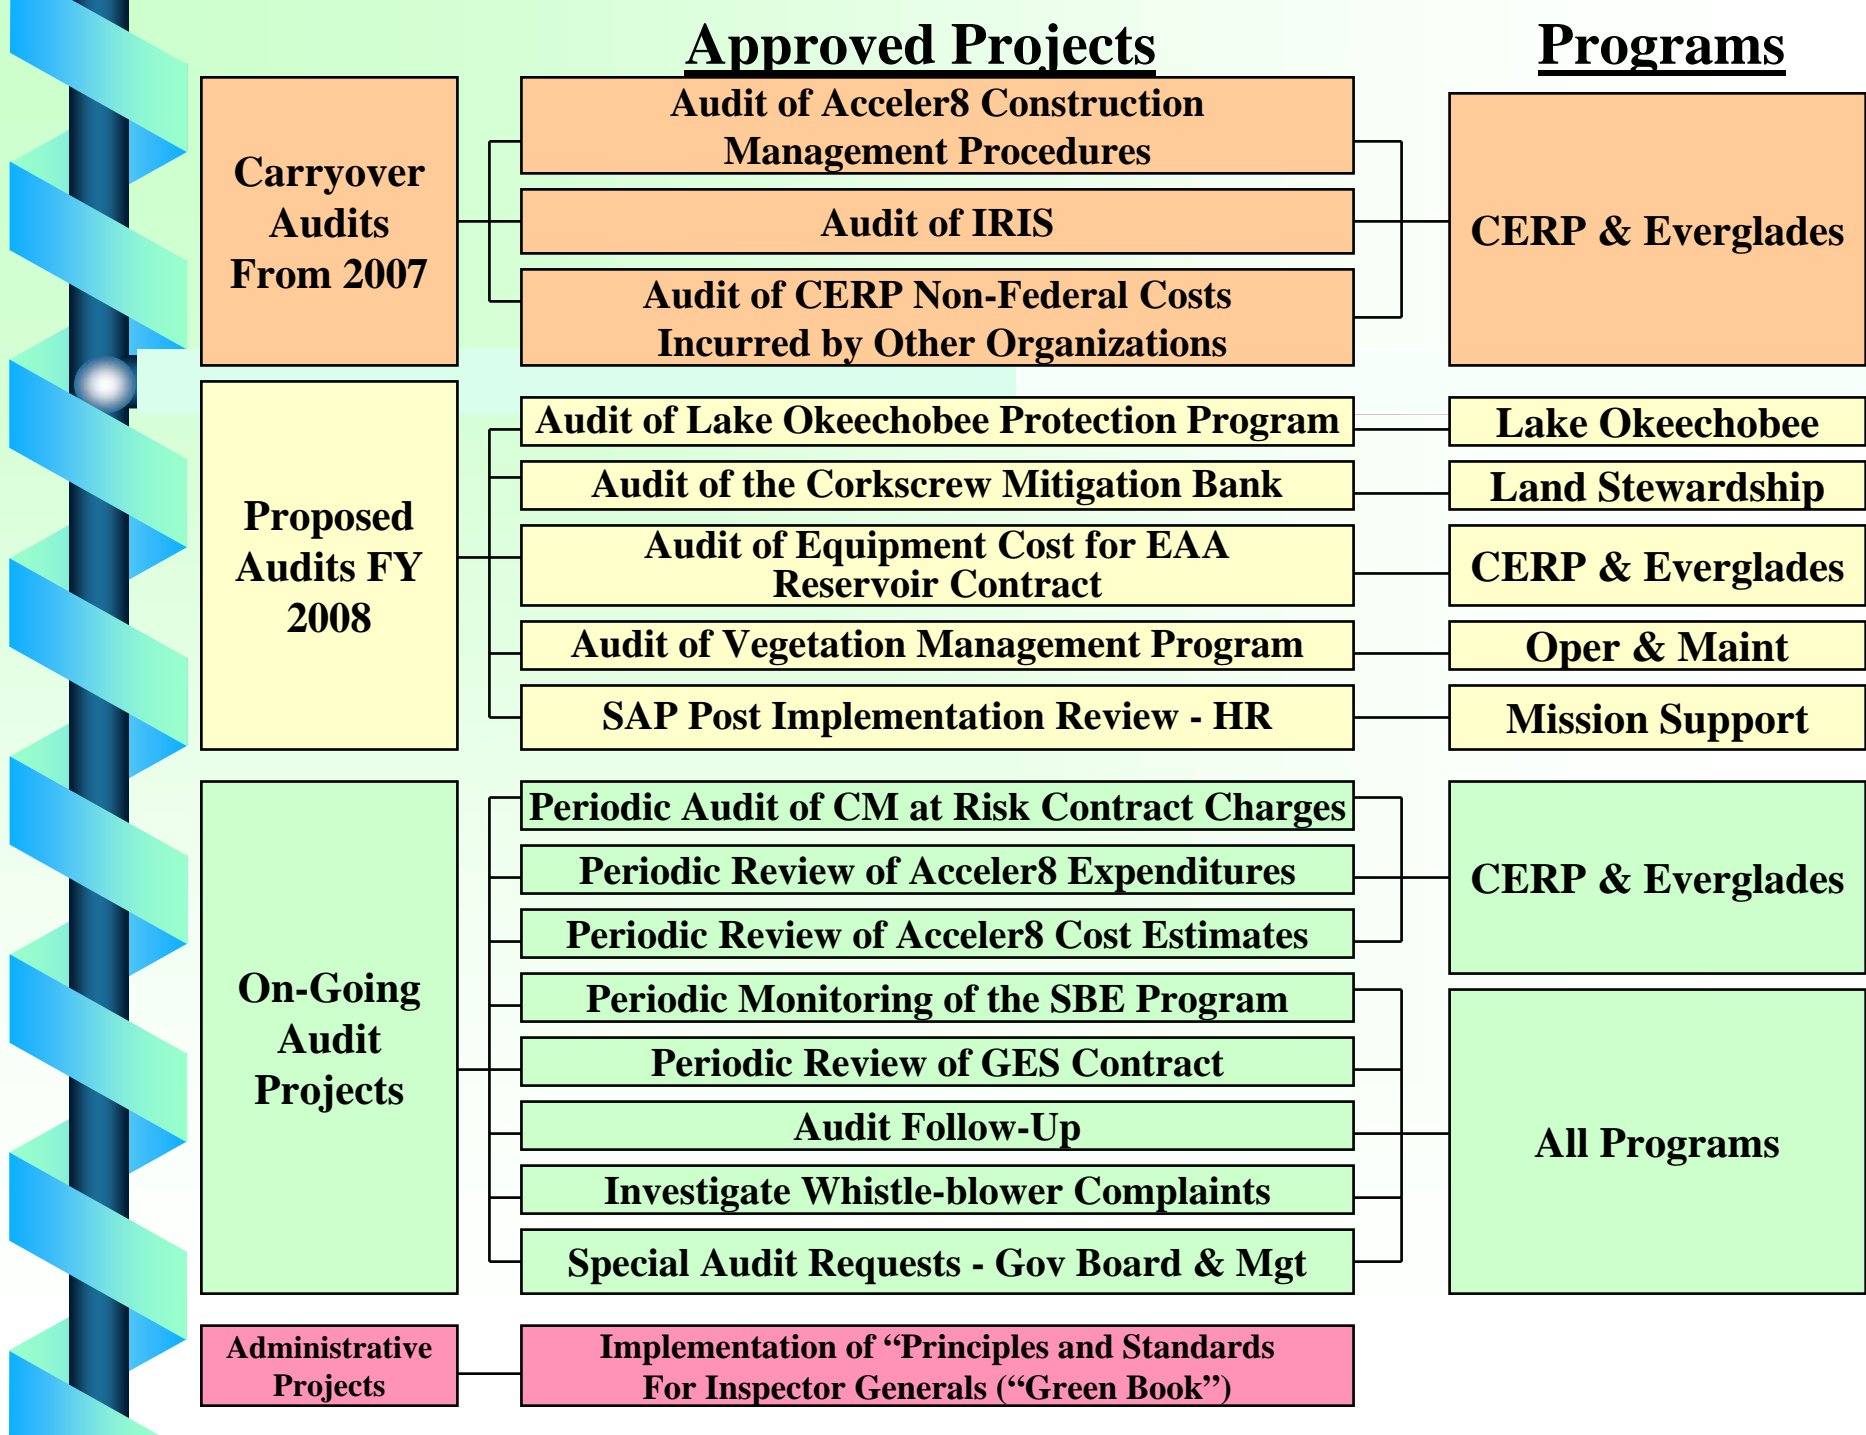 Approved Projects
Programs
Carryover
Audits
From 2007
Audit of Acceler8 Construction
Management Procedures
Audit of IRIS
Audit of CERP Non-Federal Costs
Incurred by Other Organizations
CERP & Everglades
Proposed
Audits FY
2008
Audit of Lake Okeechobee Protection Program
Lake Okeechobee
Audit of the Corkscrew Mitigation Bank
Land Stewardship
Audit of Equipment Cost for EAA
Reservoir Contract
CERP & Everglades
Audit of Vegetation Management Program
Oper & Maint
SAP Post Implementation Review - HR
Mission Support
On-Going
Audit
Projects
Periodic Audit of CM at Risk Contract Charges
Periodic Review of Acceler8 Expenditures
Periodic Review of Acceler8 Cost Estimates
CERP & Everglades
Periodic Monitoring of the SBE Program
Periodic Review of GES Contract
Audit Follow-Up
Investigate Whistle-blower Complaints
Special Audit Requests - Gov Board & Mgt
All Programs
Administrative
Projects
Implementation of “Principles and Standards
For Inspector Generals (“Green Book”)